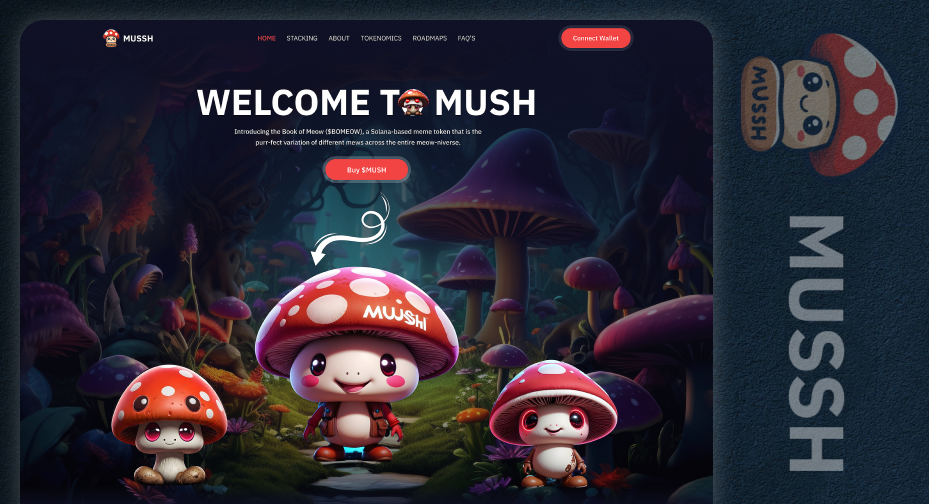 MUSSH
HOME STACKING ABOUT TOKENOMICS ROADMAPS FAQ'S
Connect Wallet
WELCOME T MUSH
Introducing the Book of Meow ($BOMEOW), a Solana-based meme token that is the
purr-fect variation of different mews across the entire meow-niverse.
Buy $MUSH
MUSSH
MUSSH
MUSSH